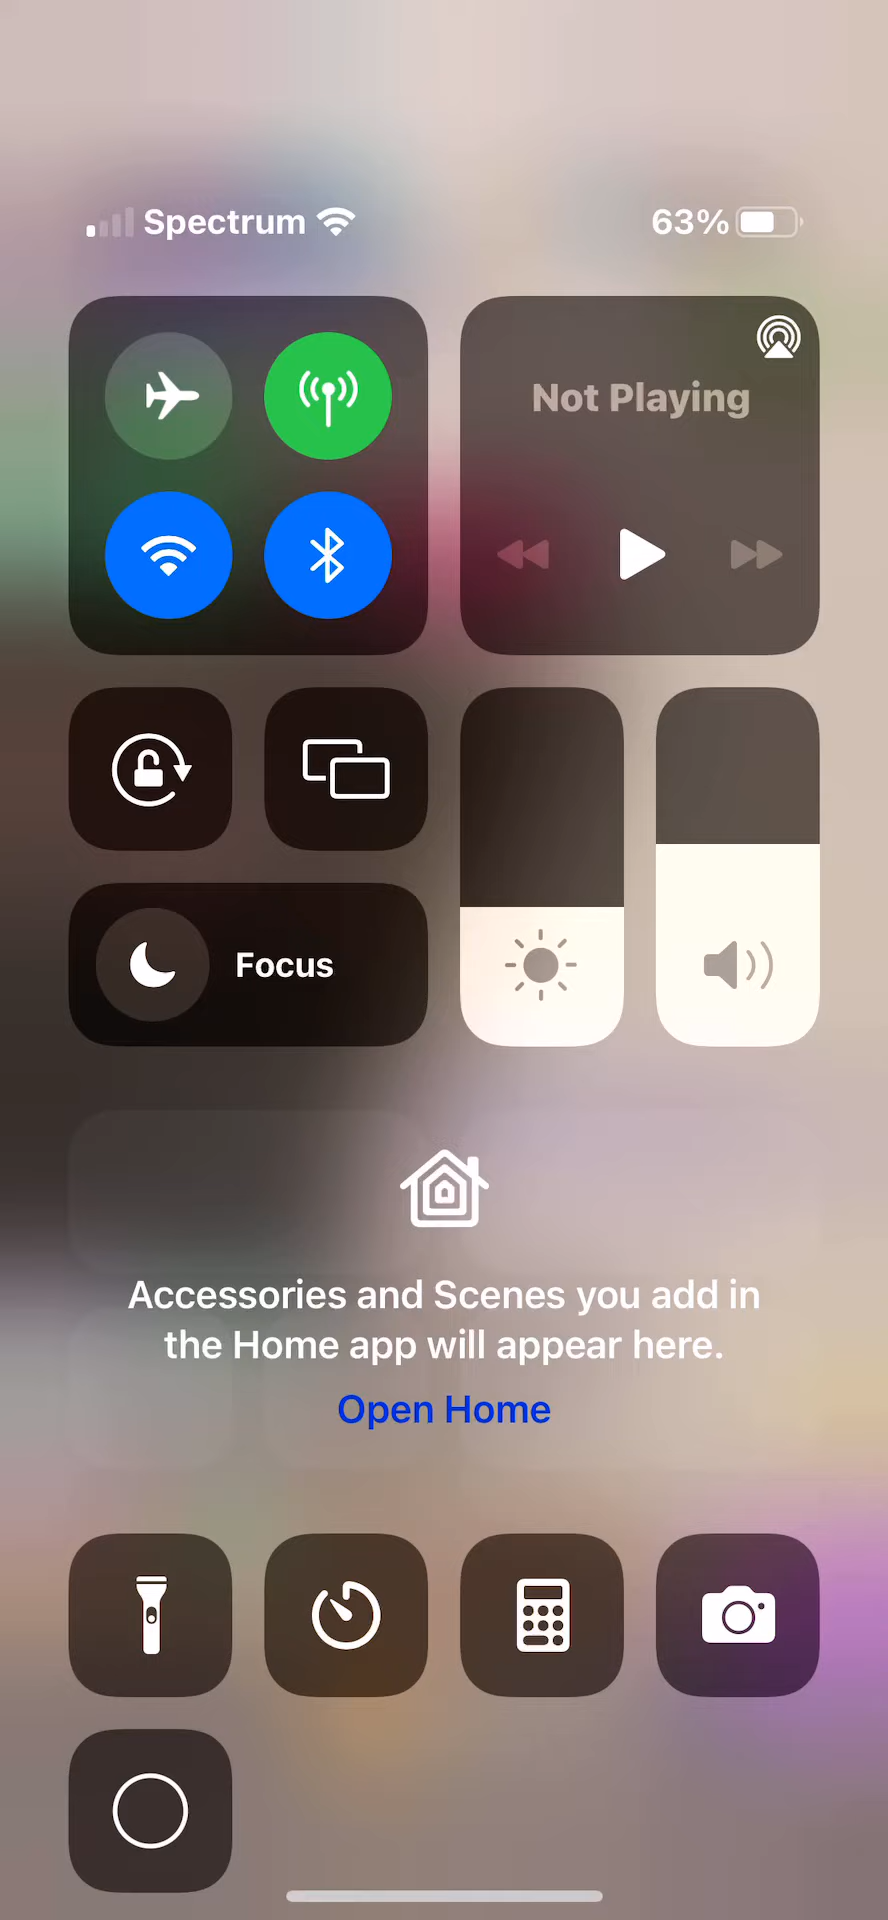 Spectrum
63%
Not Playing
Focus
Accessories and Scenes you add in
the Home app will appear here.
Open Home